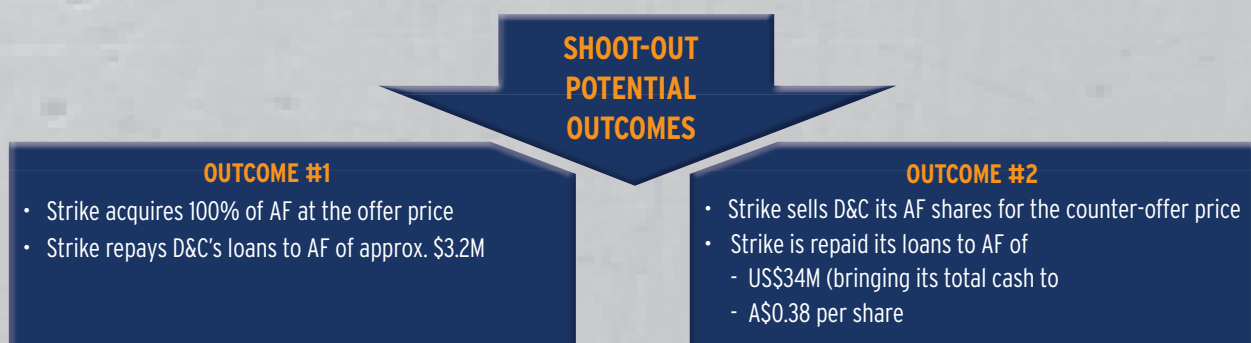 SHOOT-OUT
POTENTIAL
OUTCOMES
OUTCOME #1
• Strike acquires 100% of AF at the offer price
• Strike repays D&C's loans to AF of approx. $3.2M
OUTCOME #2
• Strike sells D&C its AF shares for the counter-offer price
• Strike is repaid its loans to AF of
- US$34M (bringing its total cash to
- A$0.38 per share